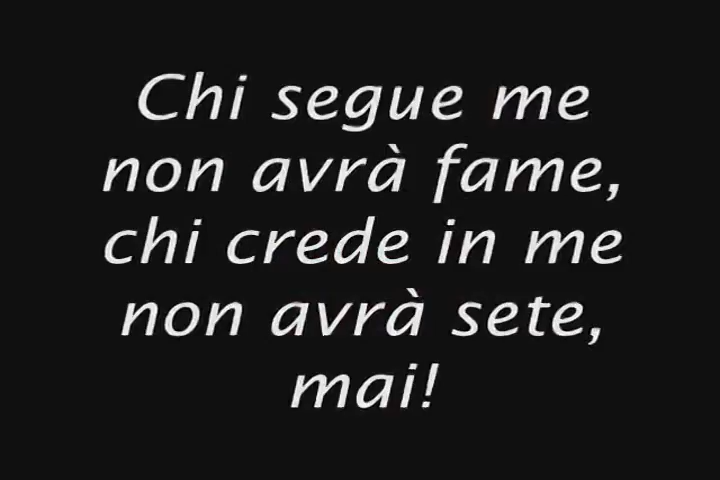 Chi segue me
non avrà fame,
chi crede in me
non avrà sete,
mai!